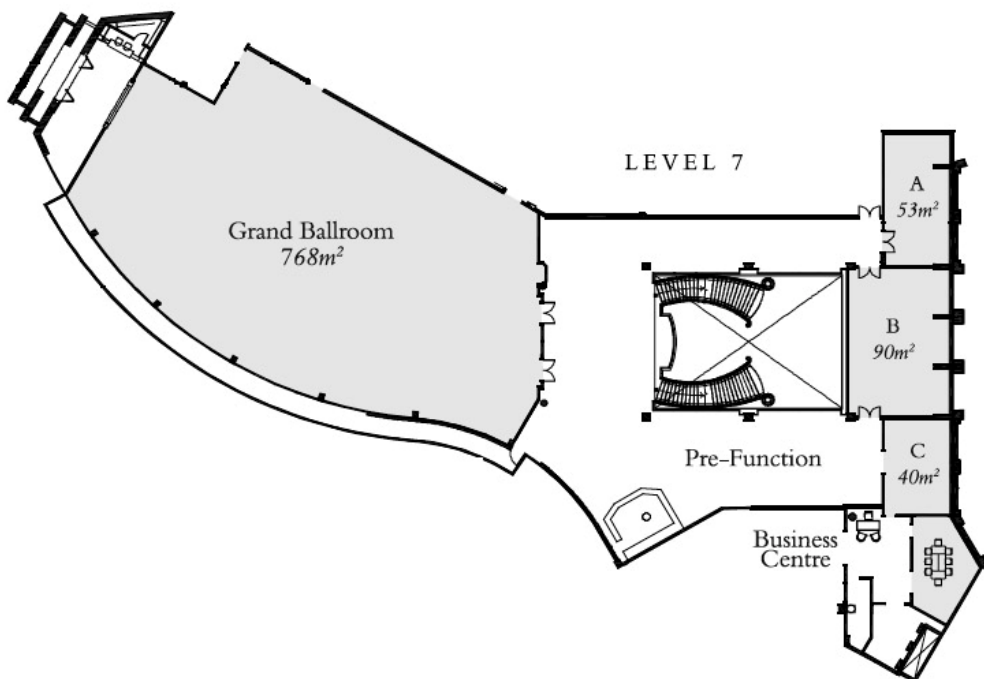 LEVEL 7
A
53m²
Grand Ballroom
768m²
B
90m²
Pre-Function
C
40m²
Business
Centre